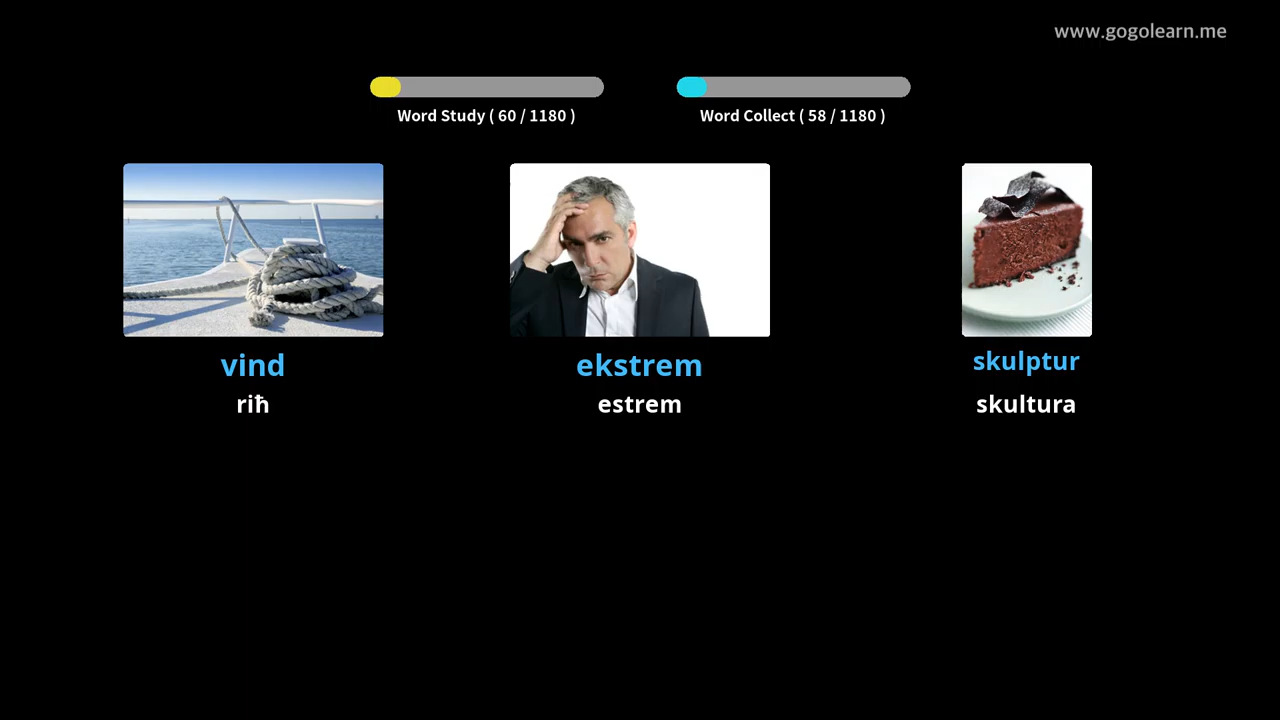 www.gogolearn.me
Word Study ( 60 / 1180 )
Word Collect ( 58 / 1180 )
vind
ekstrem
skulptur
riħ
estrem
skultura